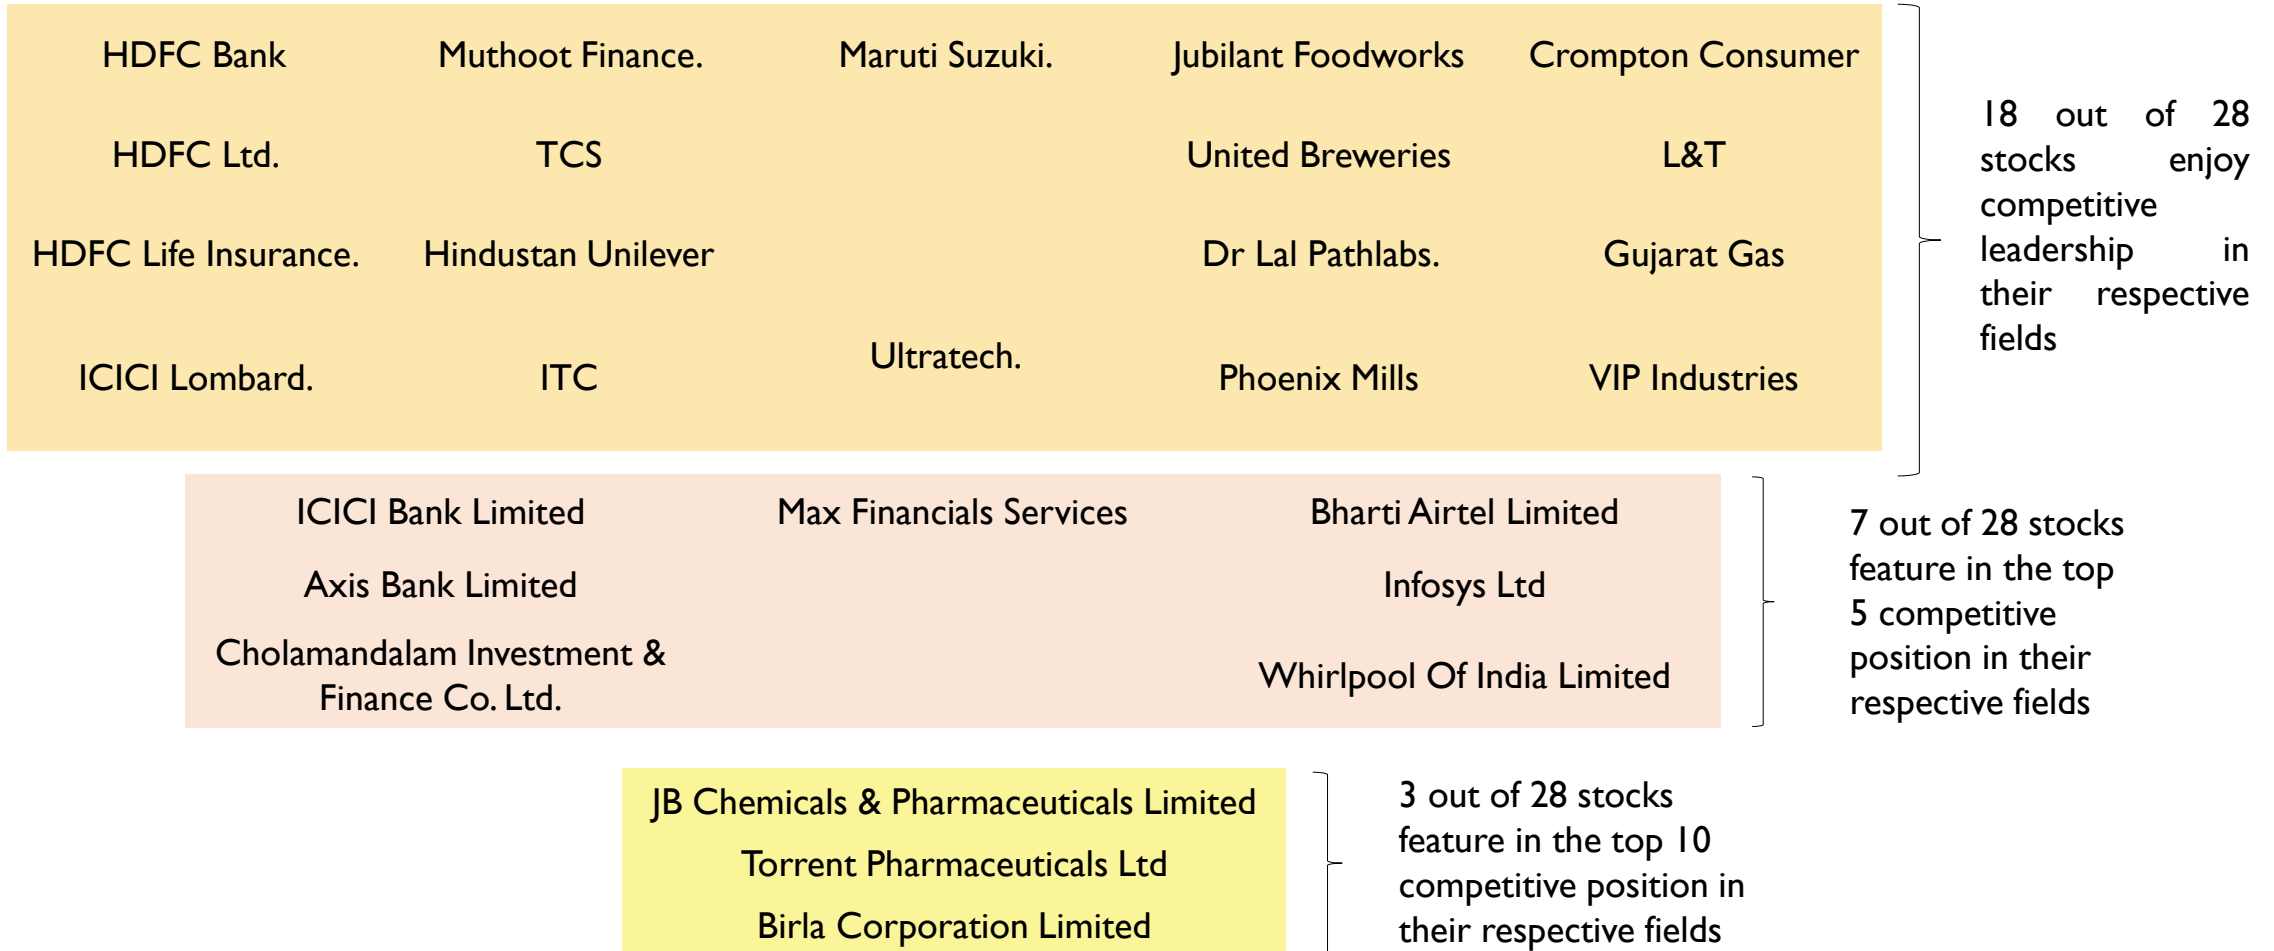 HDFC Bank
Muthoot Finance.
Maruti Suzuki.
Jubilant Foodworks
Crompton Consumer
HDFC Ltd.
TCS
United Breweries
L&T
HDFC Life Insurance.
Hindustan Unilever
Dr Lal Pathlabs.
Gujarat Gas
ICICI Lombard.
ITC
Ultratech.
Phoenix Mills
VIP Industries
18 out of 28
stocks enjoy
competitive
leadership in
their respective
fields
ICICI Bank Limited
Max Financials Services
Bharti Airtel Limited
Axis Bank Limited
Infosys Ltd
Cholamandalam Investment &
Finance Co. Ltd.
Whirlpool Of India Limited
7 out of 28 stocks
feature in the top
5 competitive
position in their
respective fields
JB Chemicals & Pharmaceuticals Limited
Torrent Pharmaceuticals Ltd
Birla Corporation Limited
3 out of 28 stocks
feature in the top 10
competitive position in
their respective fields